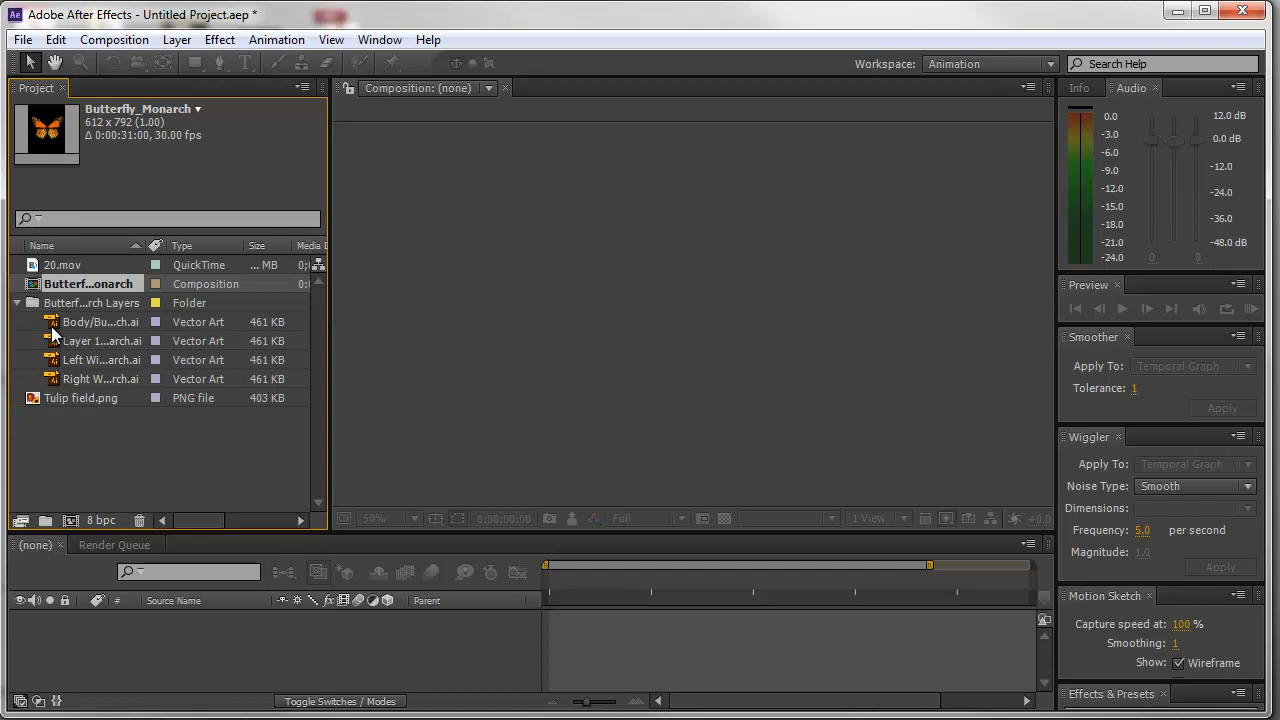 Adobe After Effects - Untitled Project.aep *
File Edit Composition Layer Effect Animation View Window Help
Workspace: Animation Search Help
Project
Butterfly_Monarch
612 x 792 (1.00)
Δ 0:00:31:00, 30.00 fps
Name Type Size Media D
20.mov QuickTime ... MB 0;
Butterf...onarch Composition 0:
Butterf...rch Layers Folder
Body/Bu...ch.ai Vector Art 461 KB
Layer 1...arch.ai Vector Art 461 KB
Left Wi...arch.ai Vector Art 461 KB
Right W...rch.ai Vector Art 461 KB
Tulip field.png PNG file 403 KB
8 bpc
Composition: (none)
50% 0:00:00:00 Full 1 View +0.0
Info Audio
0.0 12.0 dB
-3.0
-6.0 0.0 dB
-9.0 -12.0
-12.0
-15.0 -24.0
-18.0 -36.0
-21.0
-24.0 -48.0 dB
Preview
Smoother
Apply To: Temporal Graph
Tolerance: 1
Apply
Wiggler
Apply To: Temporal Graph
Noise Type: Smooth
Dimensions:
Frequency: 5.0 per second
Magnitude: 1.0
Apply
Motion Sketch
Capture speed at: 100 %
Smoothing: 1
Show: Wireframe
Effects & Presets
(none) Render Queue
# Source Name fx Parent
Toggle Switches / Modes